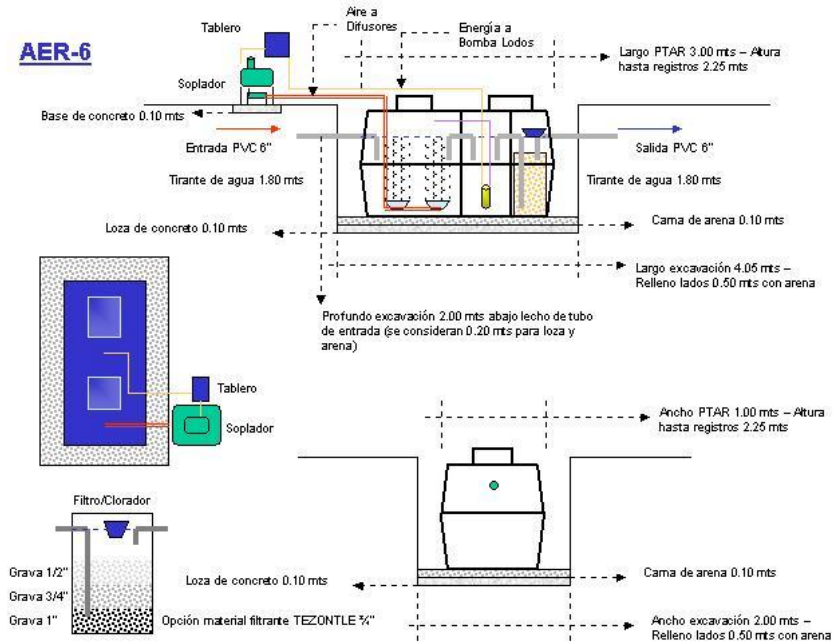 AER-6
Tablero
Aire a
Difusores
Energía a
Bomba Lodos
Largo PTAR 3.00 mts – Altura
hasta registros 2.25 mts
Soplador
Base de concreto 0.10 mts
Entrada PVC 6"
Salida PVC 6"
Tirante de agua 1.80 mts
Tirante de agua 1.80 mts
Loza de concreto 0.10 mts
Cama de arena 0.10 mts
Largo excavación 4.05 mts –
Relleno lados 0.50 mts con arena
Profundo excavación 2.00 mts abajo lecho de tubo
de entrada (se consideran 0.20 mts para loza y
arena)
Tablero
Soplador
Ancho PTAR 1.00 mts – Altura
hasta registros 2.25 mts
Filtro/Clorador
Grava 1/2"
Grava 3/4"
Grava 1"
Opción material filtrante TEZONTLE ¾"
Loza de concreto 0.10 mts
Cama de arena 0.10 mts
Ancho excavación 2.00 mts –
Relleno lados 0.50 mts con arena